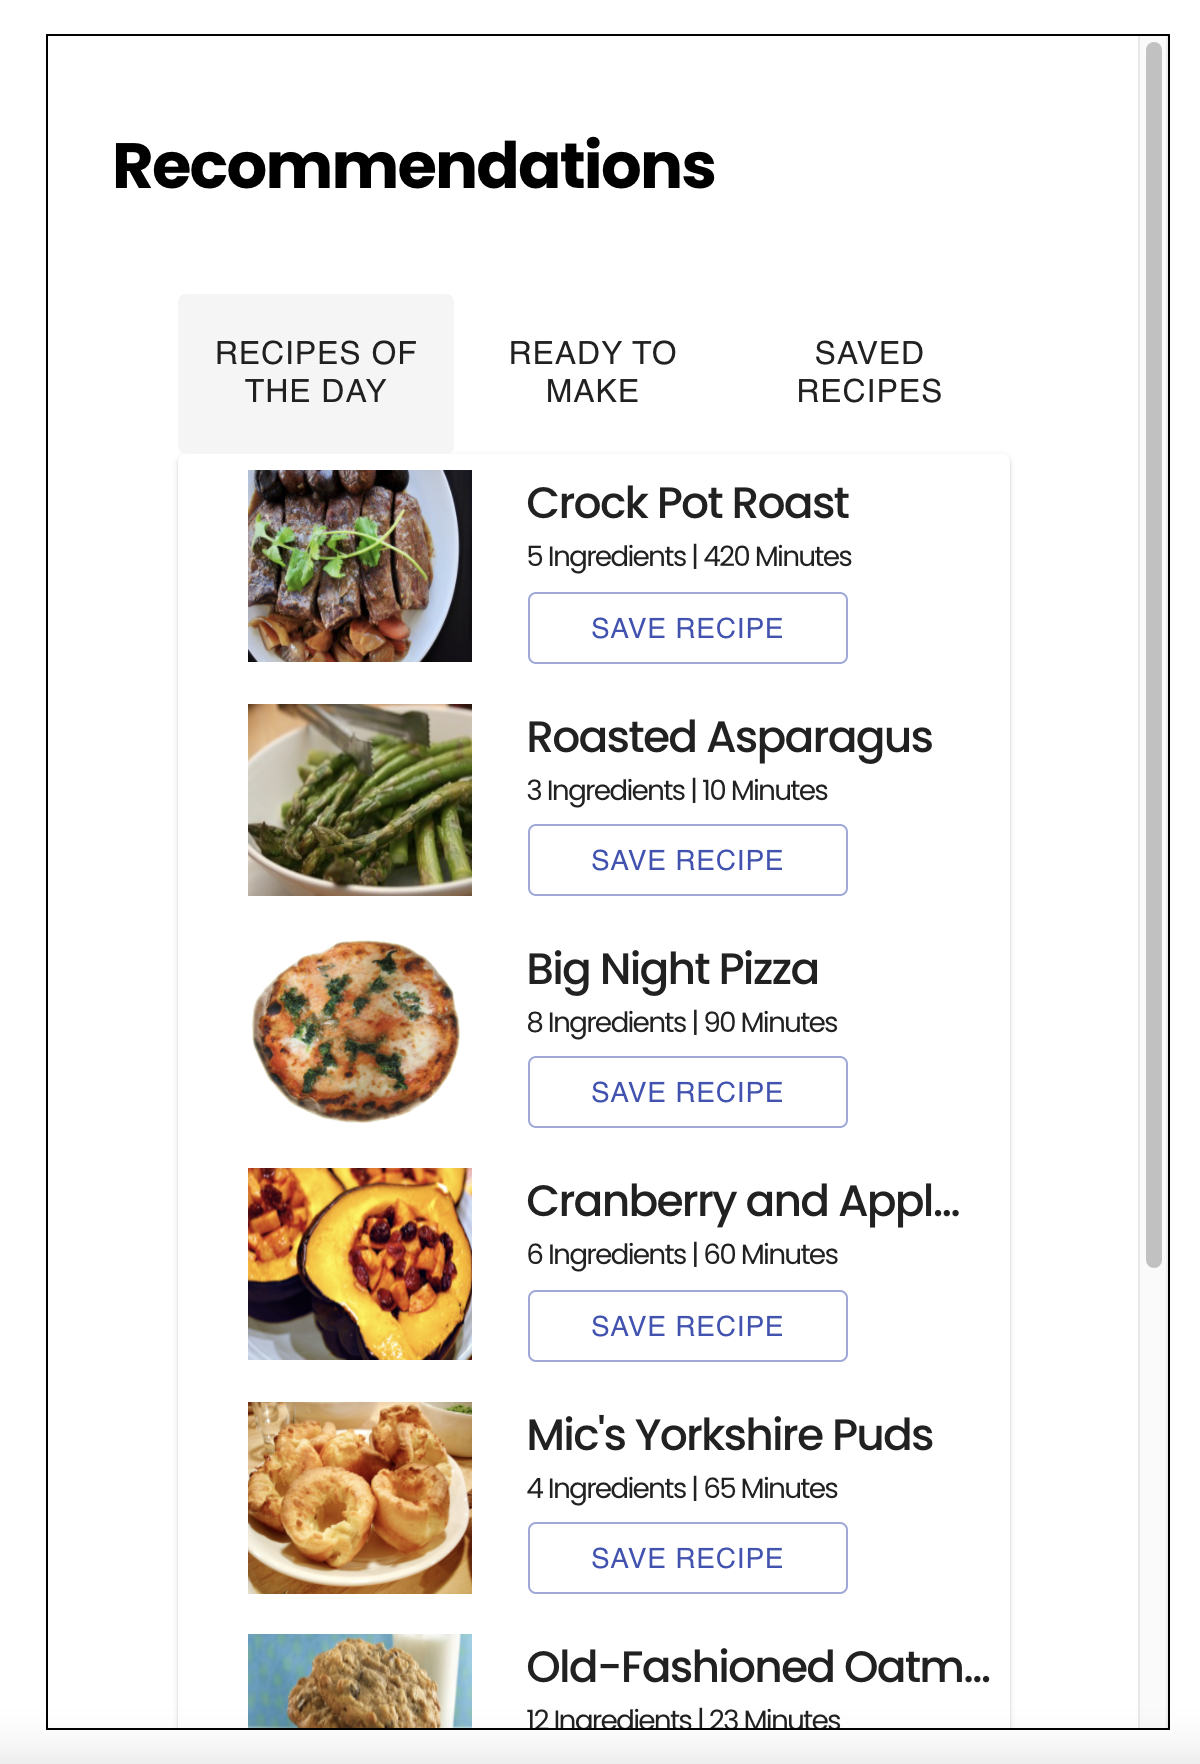 Recommendations
RECIPES OF
THE DAY
READY TO
MAKE
SAVED
RECIPES
Crock Pot Roast
5 Ingredients | 420 Minutes
SAVE RECIPE
Roasted Asparagus
3 Ingredients | 10 Minutes
SAVE RECIPE
Big Night Pizza
8 Ingredients | 90 Minutes
SAVE RECIPE
Cranberry and Appl...
6 Ingredients | 60 Minutes
SAVE RECIPE
Mic's Yorkshire Puds
4 Ingredients | 65 Minutes
SAVE RECIPE
Old-Fashioned Oatm...
12 Ingredients | 23 Minutes